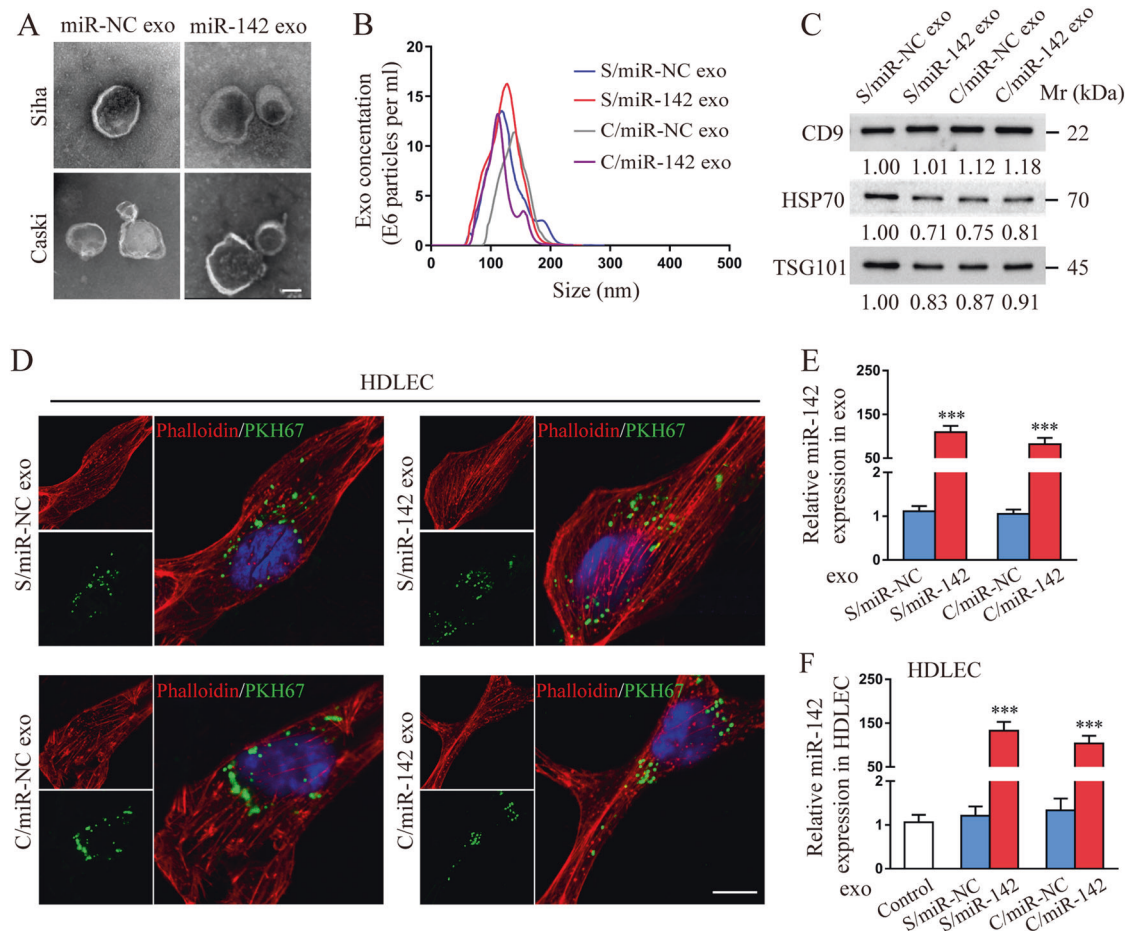 A
miR-NC exo miR-142 exo
Siha
Caski
B
Exo concentration
(E6 particles per ml)
20
15
10
5
0
0 100 200 300 400 500
Size (nm)
S/miR-NC exo
S/miR-142 exo
C/miR-NC exo
C/miR-142 exo
C
S/miR-NC exo
S/miR-142 exo
C/miR-NC exo
C/miR-142 exo
Mr (kDa)
CD9 22
1.00 1.01 1.12 1.18
HSP70 70
1.00 0.71 0.75 0.81
TSG101 45
1.00 0.83 0.87 0.91
D
HDLEC
S/miR-NC exo
Phalloidin/PKH67
S/miR-142 exo
Phalloidin/PKH67
C/miR-NC exo
Phalloidin/PKH67
C/miR-142 exo
Phalloidin/PKH67
E
Relative miR-142
expression in exo
250
150
100
50
2
1
0
***
***
exo
S/miR-NC
S/miR-142
C/miR-NC
C/miR-142
F
HDLEC
Relative miR-142
expression in HDLEC
250
150
100
50
2
1
0
***
***
exo
Control
S/miR-NC
S/miR-142
C/miR-NC
C/miR-142